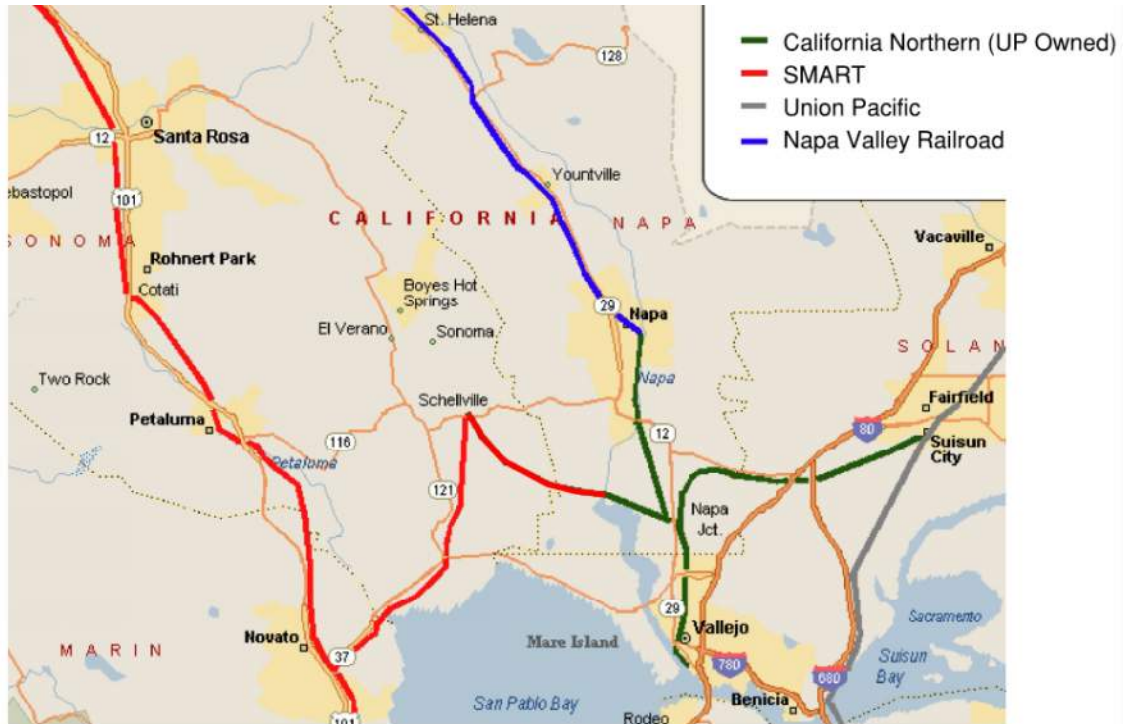 St. Helena
128
California Northern (UP Owned)
SMART
Union Pacific
Napa Valley Railroad
12
Santa Rosa
ebastopol
101
Yountville
CALIFORNIA
NAPA
SONOMA
Vacaville
Rohnert Park
Cotati
Boyes Hot
Springs
29
Napa
El Verano
Sonoma
SOLAN
Two Rock
Napa
Schellville
Fairfield
Petaluma
116
12
80
Suisun
City
Petaluma
121
Napa
Jct.
29
Sacramento
Novato
Vallejo
MARIN
37
Mare Island
780
680
Suisun
Bay
San Pablo Bay
Benicia
101
Rodeo